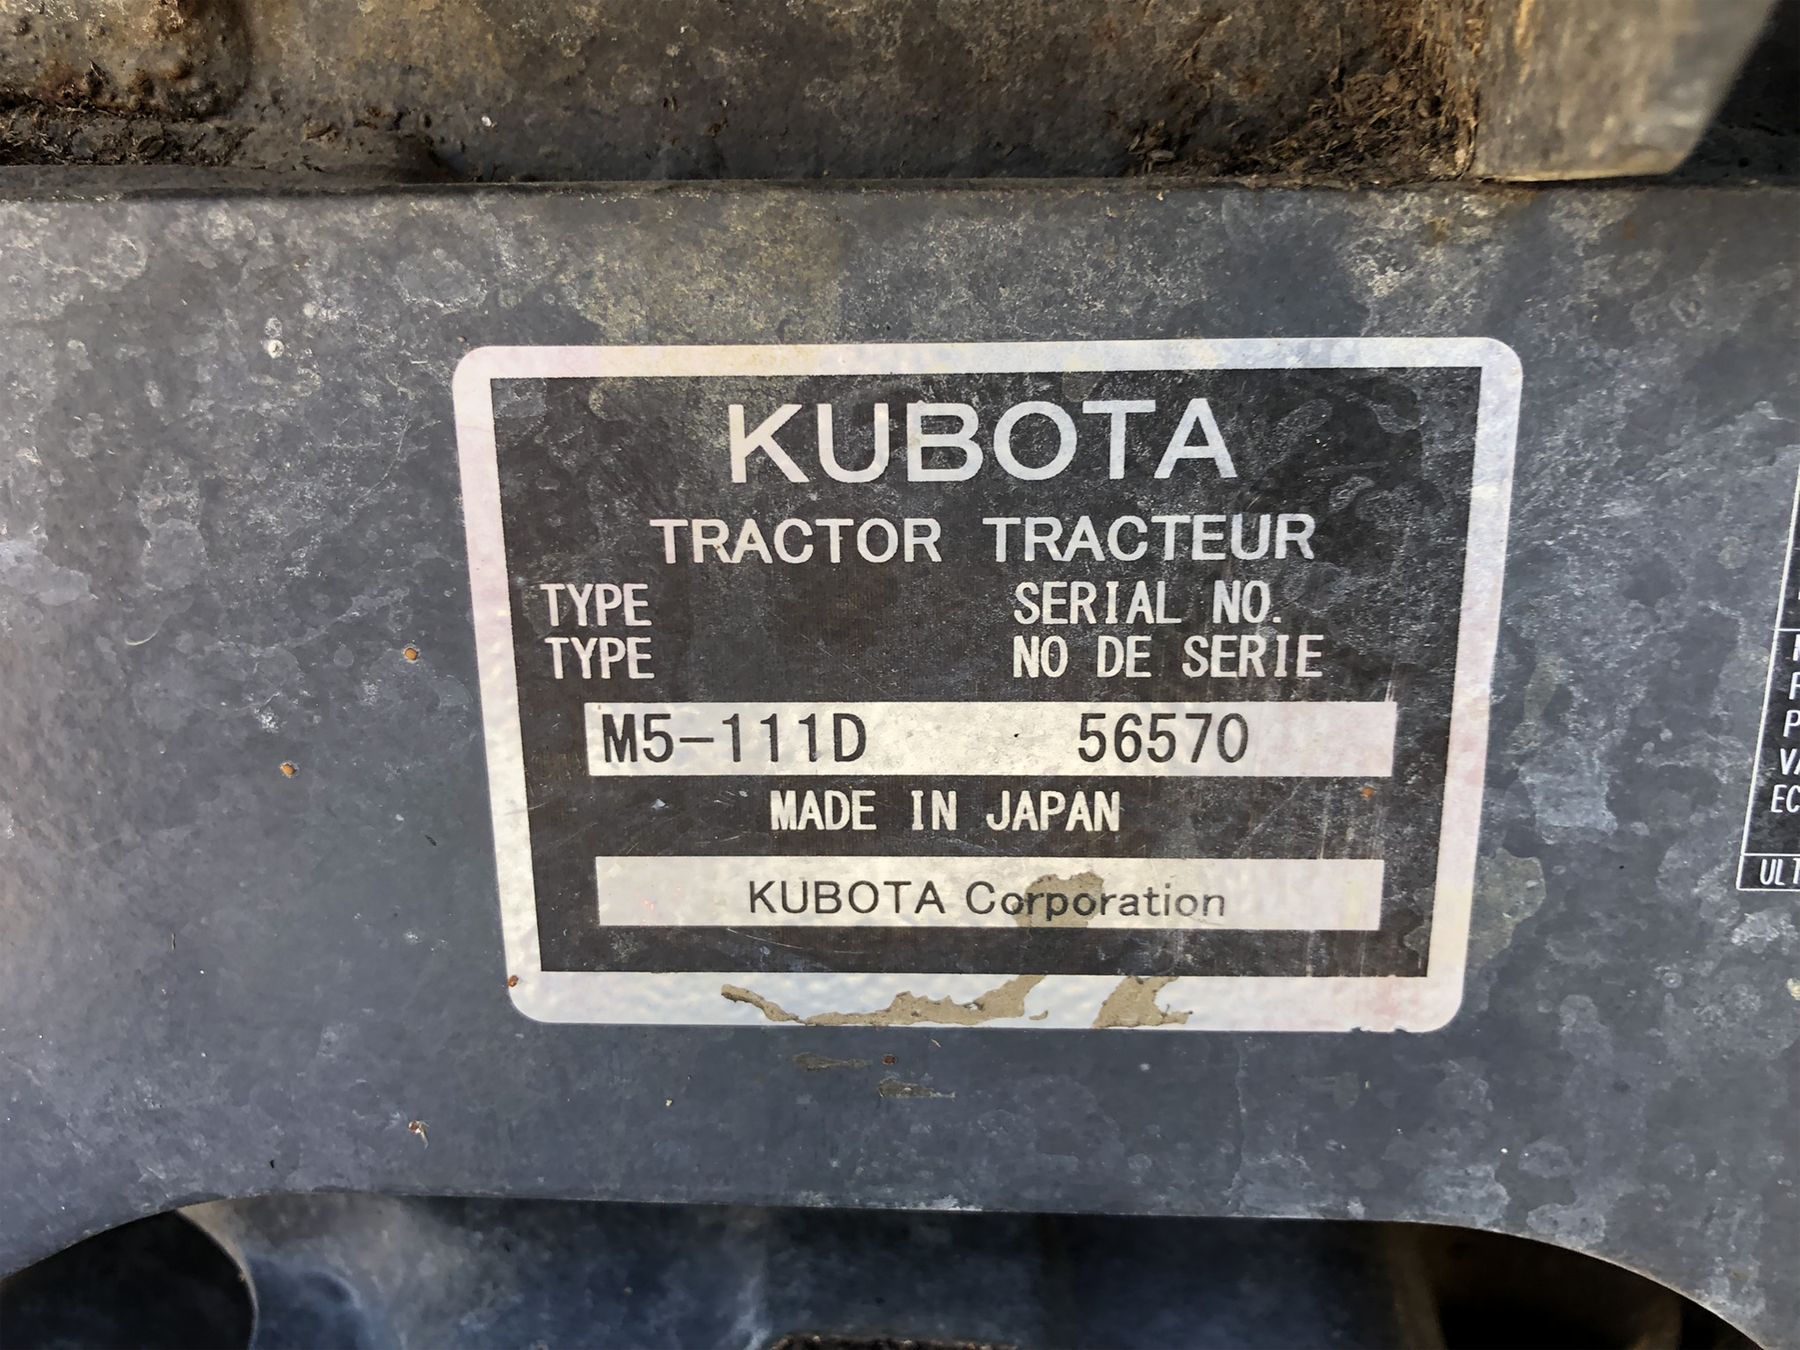 KUBOTA
TRACTOR TRACTEUR
TYPE SERIAL NO.
TYPE NO DE SERIE
M5-111D 56570
MADE IN JAPAN
KUBOTA Corporation